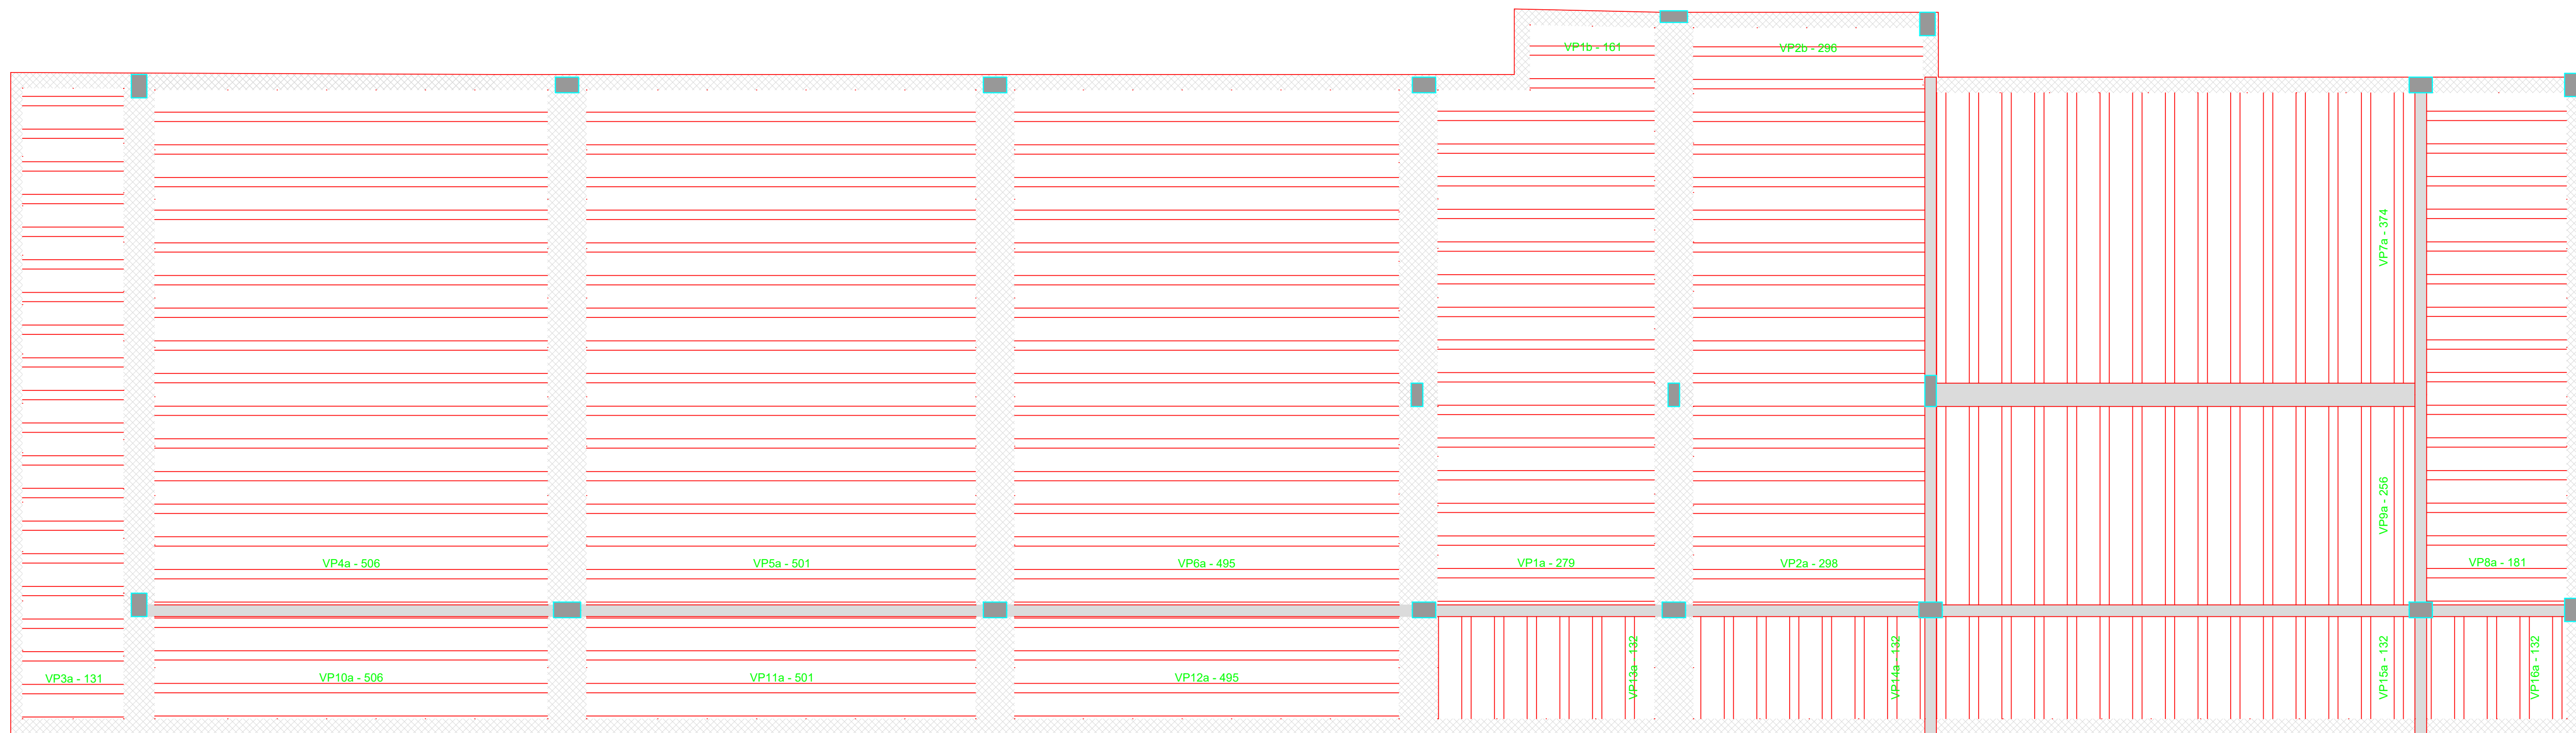 VP1b - 161
VP2b - 296
VP7a - 374
VP9a - 256
VP4a - 506
VP5a - 501
VP6a - 495
VP1a - 279
VP2a - 298
VP8a - 181
VP3a - 131
VP10a - 506
VP11a - 501
VP12a - 495
VP13a - 132
VP14a - 132
VP15a - 132
VP16a - 132